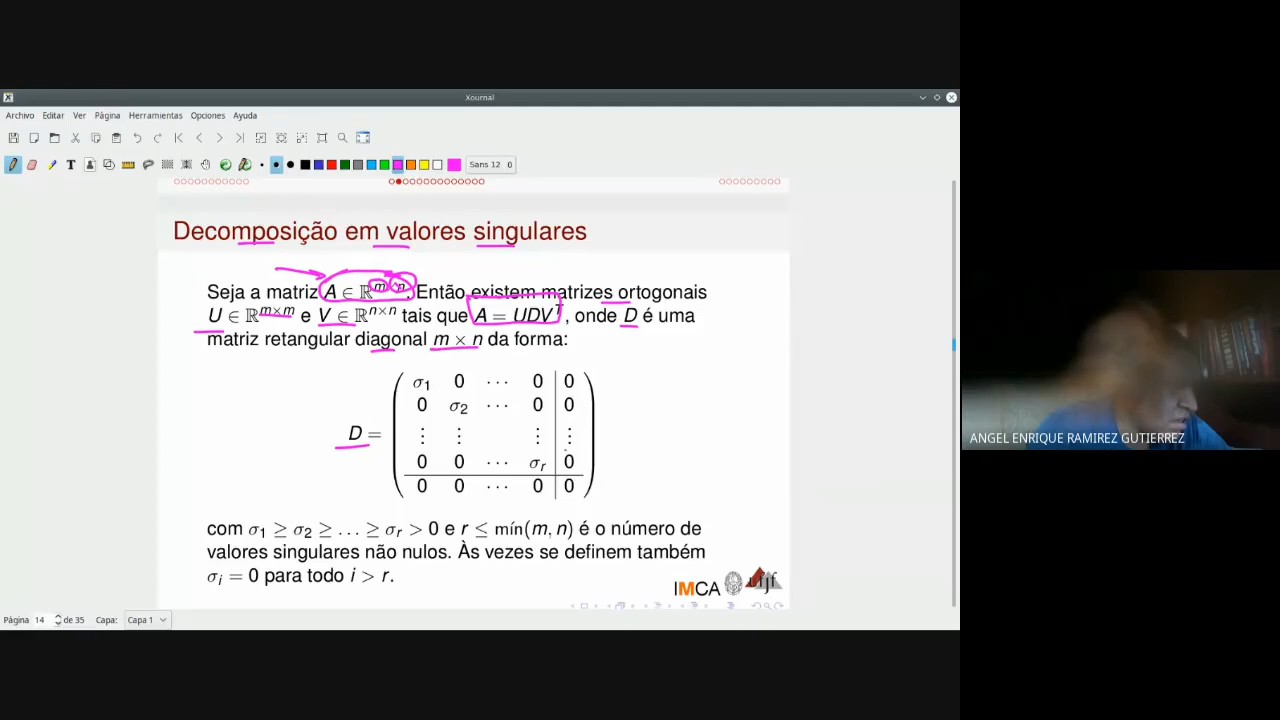 Xournal
Archivo Editar Ver Página Herramientas Opciones Ayuda
Sans 12 0
Decomposição em valores singulares
Seja a matriz A ∈ ℝ^{m×n}. Então existem matrizes ortogonais
U ∈ ℝ^{m×m} e V ∈ ℝ^{n×n} tais que A = UDV^T, onde D é uma
matriz retangular diagonal m × n da forma:
σ₁ 0 ⋯ 0 0
0 σ₂ ⋯ 0 0
D = ⋮ ⋮ ⋮ ⋮
0 0 ⋯ σᵣ 0
0 0 ⋯ 0 0
com σ₁ ≥ σ₂ ≥ … ≥ σᵣ > 0 e r ≤ mín(m, n) é o número de
valores singulares não nulos. Às vezes se definem também
σᵢ = 0 para todo i > r.
IMCA ufjf
Página 14 de 35 Capa: Capa 1
ANGEL ENRIQUE RAMIREZ GUTIERREZ